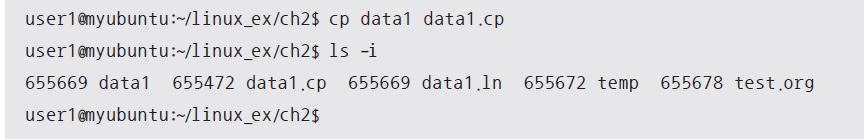 user1@myubuntu:~/linux_ex/ch2$ cp data1 data1.cp
user1@myubuntu:~/linux_ex/ch2$ ls -i
655669 data1  655472 data1.cp  655669 data1.ln  655672 temp  655678 test.org
user1@myubuntu:~/linux_ex/ch2$